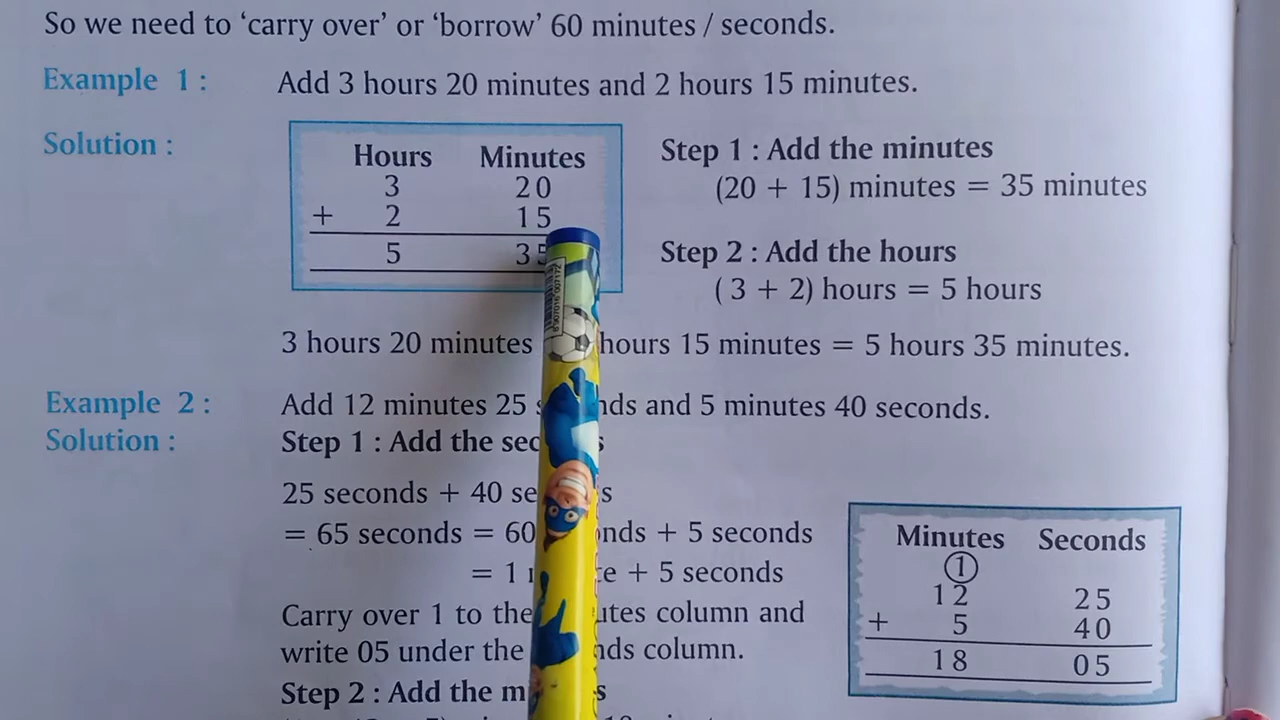 So we need to ‘carry over’ or ‘borrow’ 60 minutes / seconds.
Example 1 : Add 3 hours 20 minutes and 2 hours 15 minutes.
Solution :
Hours Minutes
3 20
+ 2 15
5 35
Step 1 : Add the minutes
(20 + 15) minutes = 35 minutes
Step 2 : Add the hours
( 3 + 2) hours = 5 hours
3 hours 20 minutes hours 15 minutes = 5 hours 35 minutes.
Example 2 : Add 12 minutes 25 and 5 minutes 40 seconds.
Solution : Step 1 : Add the
25 seconds + 40
= 65 seconds = 60 + 5 seconds
= 1 + 5 seconds
Carry over 1 to the column and
write 05 under the column.
Step 2 : Add the
Minutes Seconds
1
12 25
+ 5 40
18 05